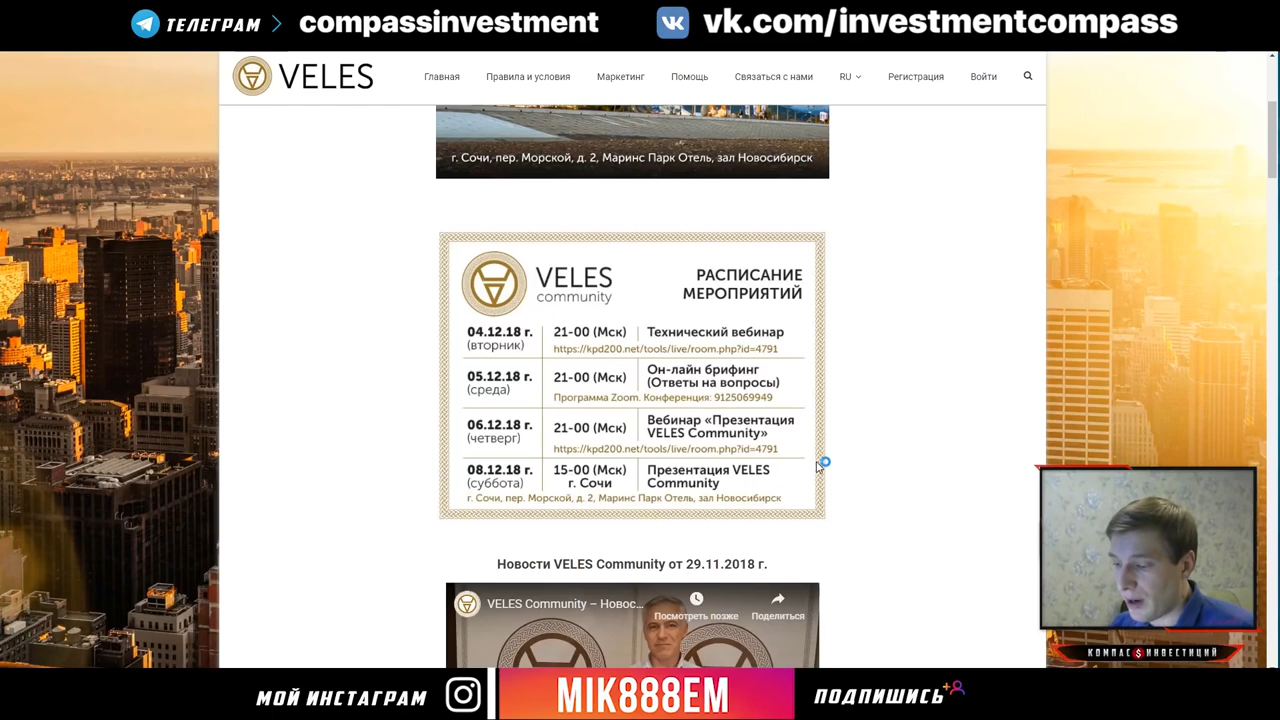 ТЕЛЕГРАМ
compassinvestment
vk.com/investmentcompass
VELES
Главная
Правила и условия
Маркетинг
Помощь
Связаться с нами
RU
Регистрация
Войти
г. Сочи, пер. Морской, д. 2, Маринс Парк Отель, зал Новосибирск
VELES
community
РАСПИСАНИЕ
МЕРОПРИЯТИЙ
04.12.18 г.
(вторник)
21-00 (Мск)
Технический вебинар
https://kpd200.net/tools/live/room.php?id=4791
05.12.18 г.
(среда)
21-00 (Мск)
Он-лайн брифинг
(Ответы на вопросы)
Программа Zoom. Конференция: 9125069949
06.12.18 г.
(четверг)
21-00 (Мск)
Вебинар «Презентация
VELES Community»
https://kpd200.net/tools/live/room.php?id=4791
08.12.18 г.
(суббота)
15-00 (Мск)
г. Сочи
Презентация VELES
Community
г. Сочи, пер. Морской, д. 2, Маринс Парк Отель, зал Новосибирск
Новости VELES Community от 29.11.2018 г.
VELES Community – Новос...
Посмотреть позже
Поделиться
КОМПАС $ ИНВЕСТИЦИЙ
МОЙ ИНСТАГРАМ
MIK888EM
ПОДПИШИСЬ